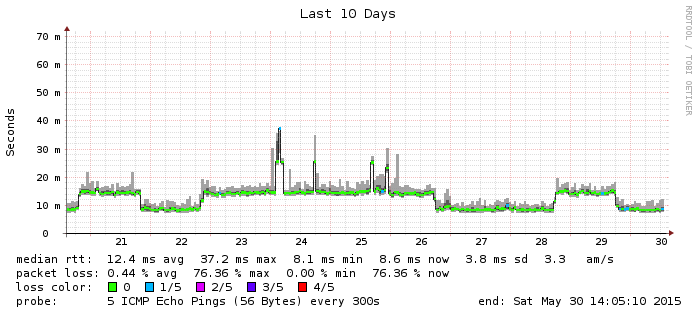 Last 10 Days
RRDTOOL / TOBI OETIKER
Seconds
70 m
60 m
50 m
40 m
30 m
20 m
10 m
0
21 22 23 24 25 26 27 28 29 30
median rtt: 12.4 ms avg 37.2 ms max 8.1 ms min 8.6 ms now 3.8 ms sd 3.3 am/s
packet loss: 0.44 % avg 76.36 % max 0.00 % min 76.36 % now
loss color: 0 1/5 2/5 3/5 4/5
probe: 5 ICMP Echo Pings (56 Bytes) every 300s end: Sat May 30 14:05:10 2015